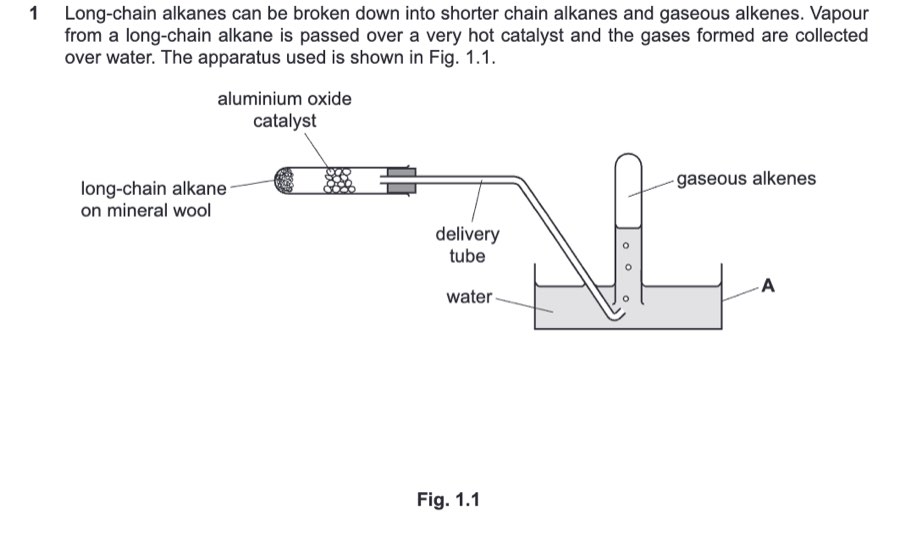 1 Long-chain alkanes can be broken down into shorter chain alkanes and gaseous alkenes. Vapour
from a long-chain alkane is passed over a very hot catalyst and the gases formed are collected
over water. The apparatus used is shown in Fig. 1.1.
aluminium oxide
catalyst
long-chain alkane
on mineral wool
gaseous alkenes
delivery
tube
water
A
Fig. 1.1